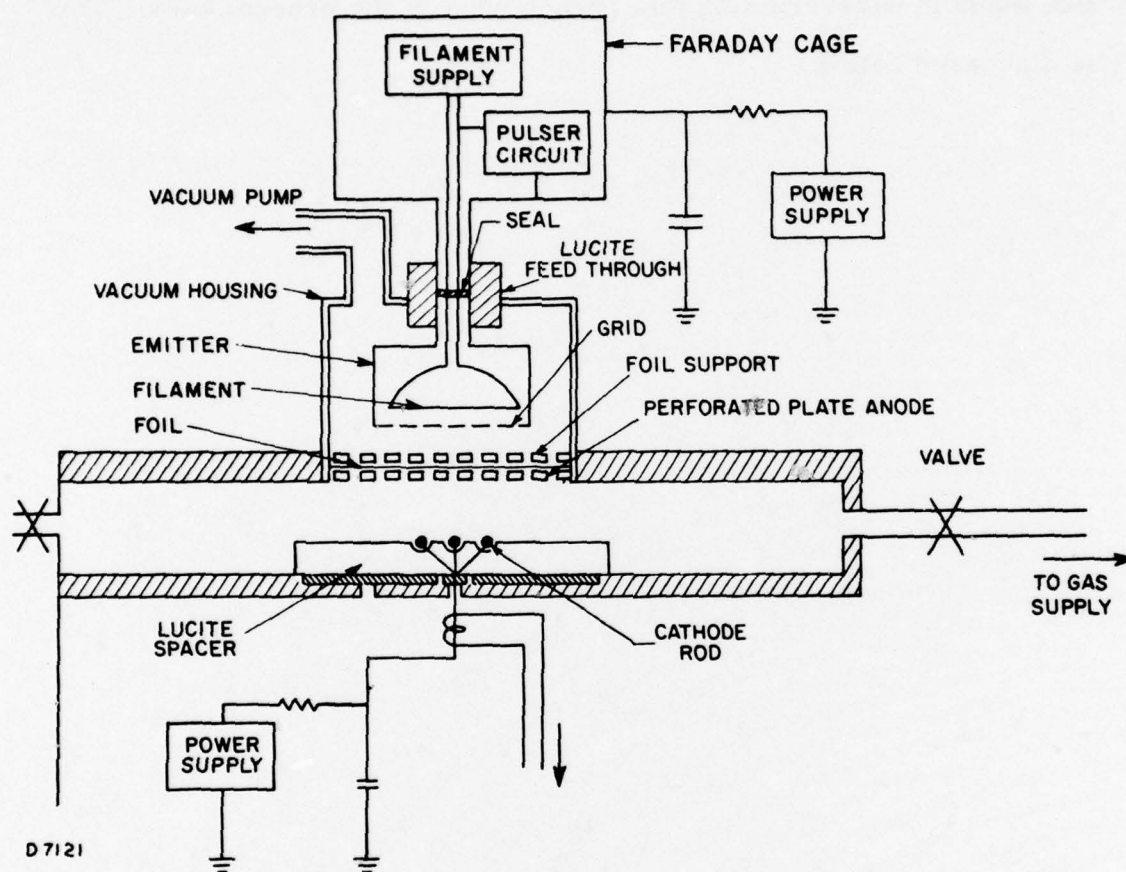 FARADAY CAGE
FILAMENT
SUPPLY
PULSER
CIRCUIT
POWER
SUPPLY
VACUUM PUMP
SEAL
LUCITE
FEED THROUGH
VACUUM HOUSING
GRID
EMITTER
FOIL SUPPORT
FILAMENT
PERFORATED PLATE ANODE
FOIL
VALVE
TO GAS
SUPPLY
LUCITE
SPACER
CATHODE
ROD
POWER
SUPPLY
D7121